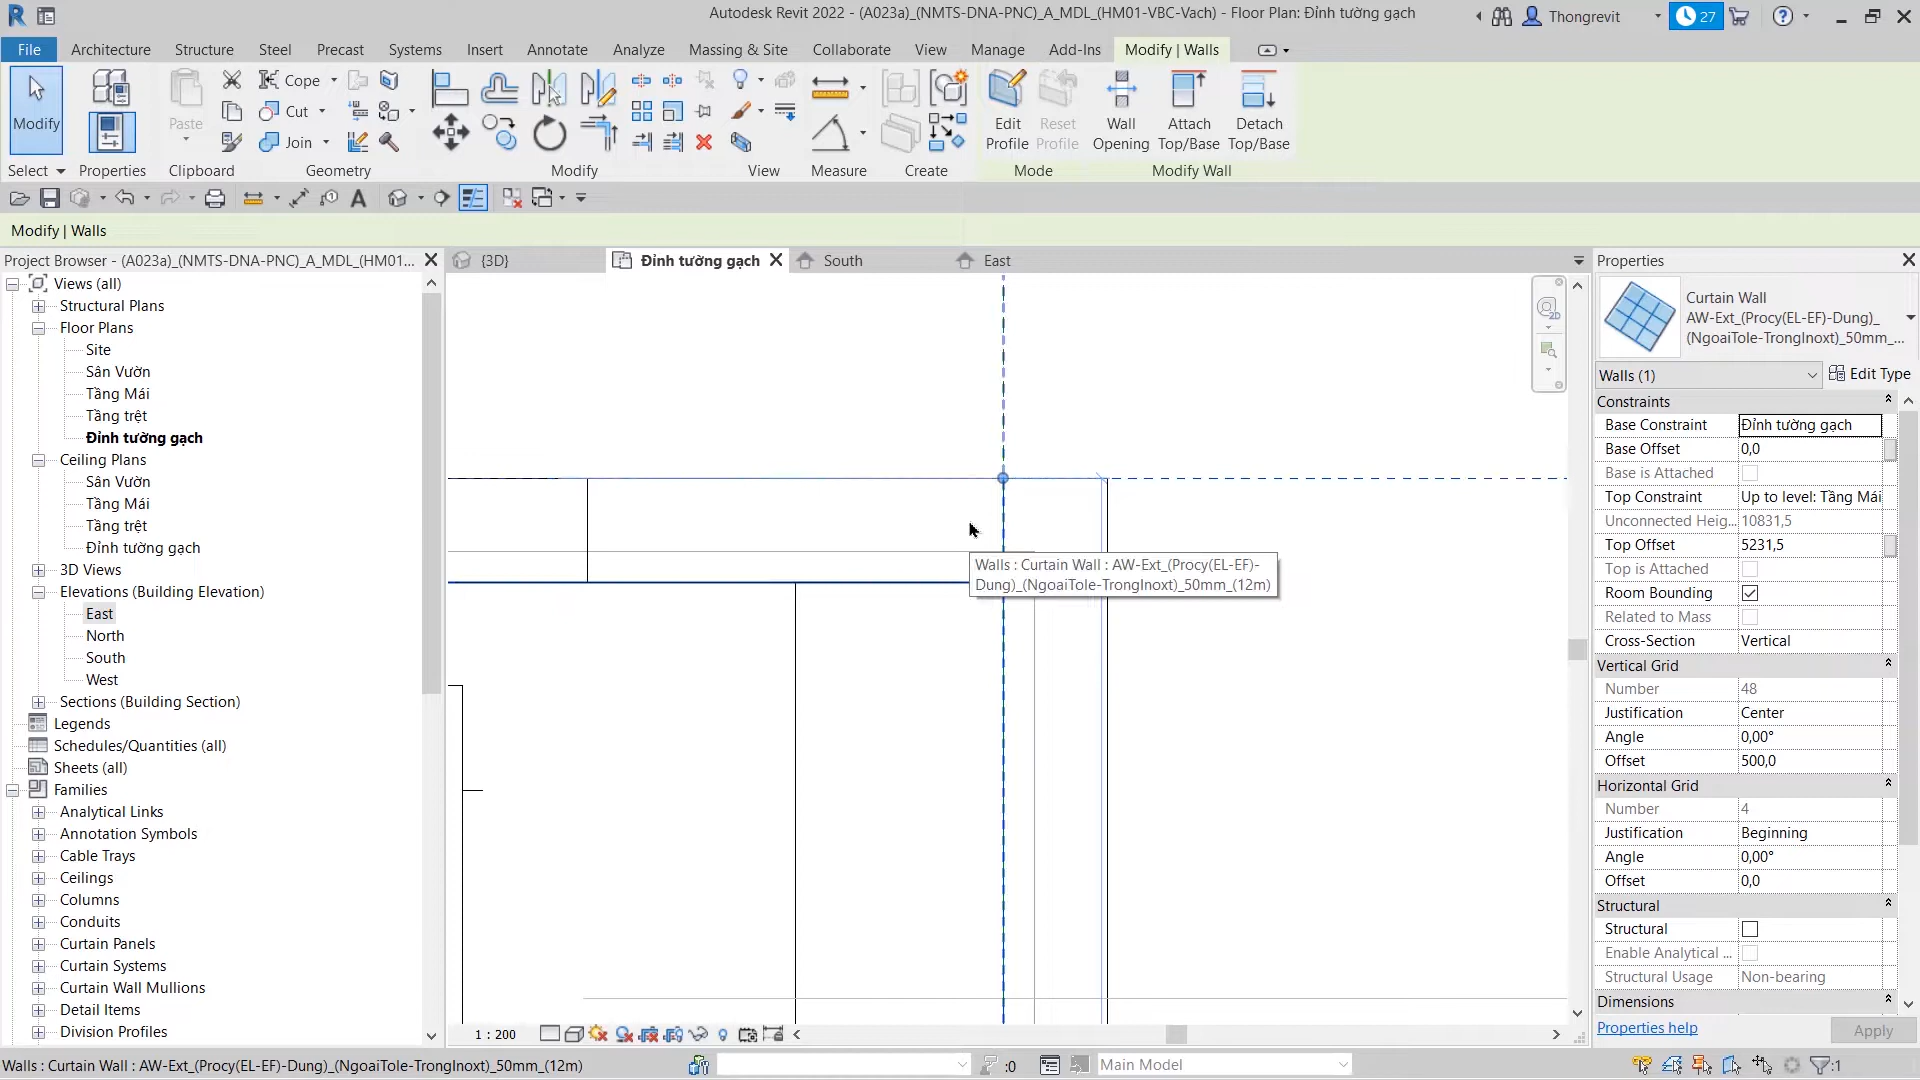 Autodesk Revit 2022 - (A023a)_(NMTS-DNA-PNC)_A_MDL_(HM01-VBC-Vach) - Floor Plan: Đỉnh tường gạch
Thongrevit
27
File Architecture Structure Steel Precast Systems Insert Annotate Analyze Massing & Site Collaborate View Manage Add-Ins Modify | Walls
Modify
Paste
Cope
Cut
Join
Edit Profile
Reset Profile
Wall Opening
Attach Top/Base
Detach Top/Base
Select Properties Clipboard Geometry Modify View Measure Create Mode Modify Wall
Modify | Walls
Project Browser - (A023a)_(NMTS-DNA-PNC)_A_MDL_(HM01...
{3D}
Đỉnh tường gạch
South
East
Views (all)
Structural Plans
Floor Plans
Site
Sân Vườn
Tầng Mái
Tầng trệt
Đỉnh tường gạch
Ceiling Plans
Sân Vườn
Tầng Mái
Tầng trệt
Đỉnh tường gạch
3D Views
Elevations (Building Elevation)
East
North
South
West
Sections (Building Section)
Legends
Schedules/Quantities (all)
Sheets (all)
Families
Analytical Links
Annotation Symbols
Cable Trays
Ceilings
Columns
Conduits
Curtain Panels
Curtain Systems
Curtain Wall Mullions
Detail Items
Division Profiles
2D
Walls : Curtain Wall : AW-Ext_(Procy(EL-EF)-
Dung)_(NgoaiTole-TrongInoxt)_50mm_(12m)
1 : 200
Properties
Curtain Wall
AW-Ext_(Procy(EL-EF)-Dung)_
(NgoaiTole-TrongInoxt)_50mm_...
Walls (1)
Edit Type
Constraints
Base Constraint Đỉnh tường gạch
Base Offset 0,0
Base is Attached
Top Constraint Up to level: Tầng Mái
Unconnected Heig... 10831,5
Top Offset 5231,5
Top is Attached
Room Bounding
Related to Mass
Cross-Section Vertical
Vertical Grid
Number 48
Justification Center
Angle 0,00°
Offset 500,0
Horizontal Grid
Number 4
Justification Beginning
Angle 0,00°
Offset 0,0
Structural
Structural
Enable Analytical ...
Structural Usage Non-bearing
Dimensions
Properties help
Apply
Walls : Curtain Wall : AW-Ext_(Procy(EL-EF)-Dung)_(NgoaiTole-TrongInoxt)_50mm_(12m)
:0
Main Model
:1